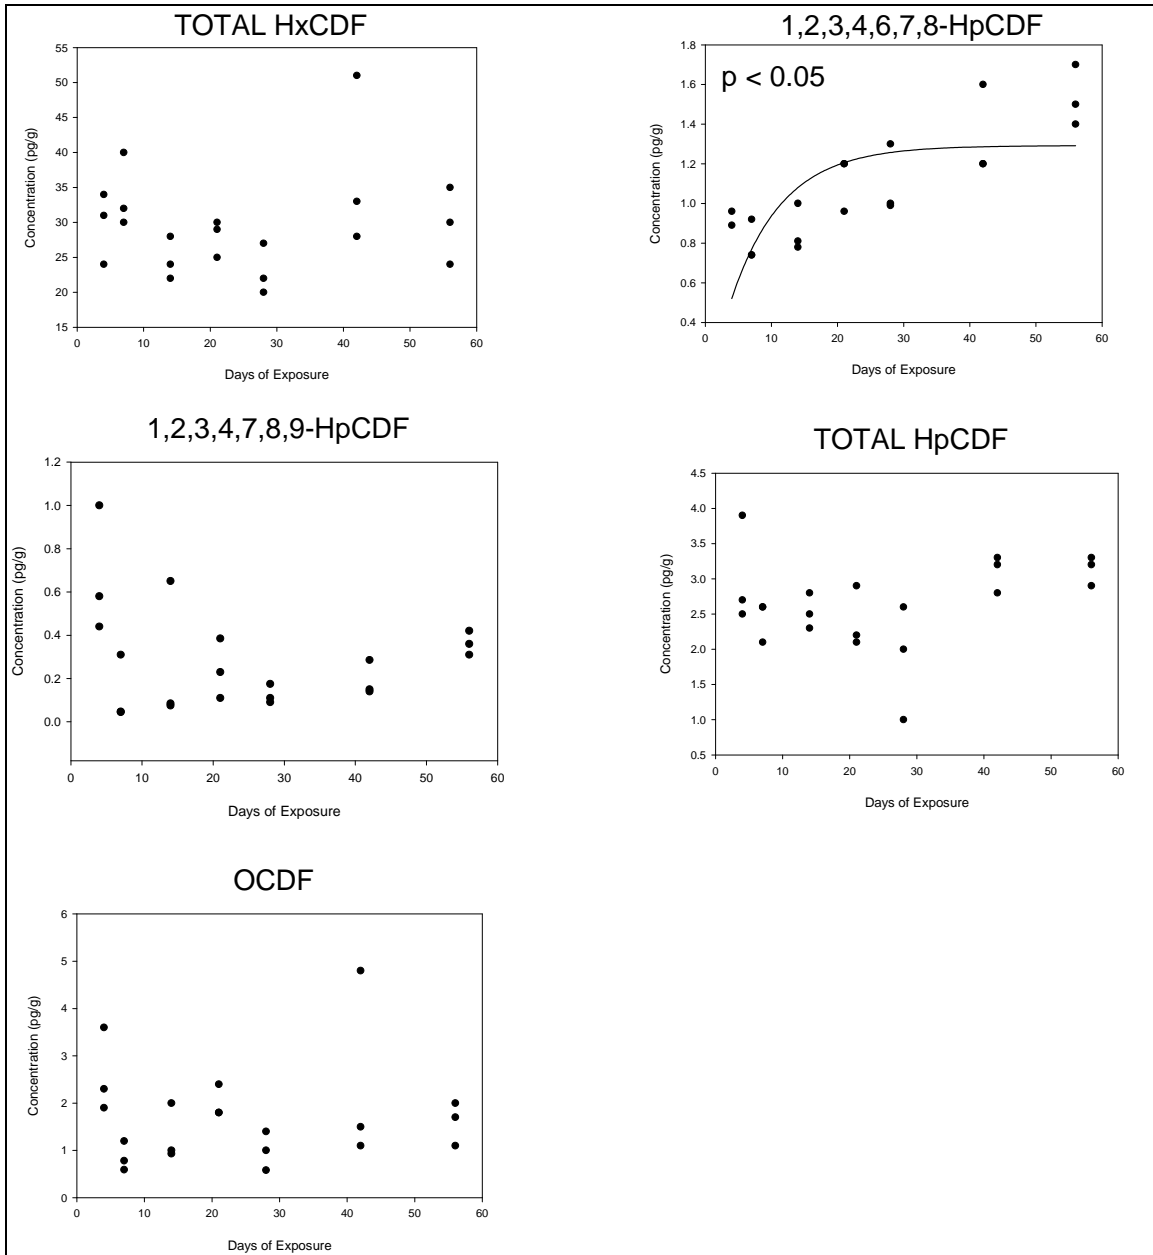 TOTAL HxCDF
55
50
45
40
35
30
25
20
15
Concentration (pg/g)
0 10 20 30 40 50 60
Days of Exposure
1,2,3,4,6,7,8-HpCDF
p < 0.05
1.8
1.6
1.4
1.2
1.0
0.8
0.6
0.4
Concentration (pg/g)
0 10 20 30 40 50 60
Days of Exposure
1,2,3,4,7,8,9-HpCDF
1.2
1.0
0.8
0.6
0.4
0.2
0.0
Concentration (pg/g)
0 10 20 30 40 50 60
Days of Exposure
TOTAL HpCDF
4.5
4.0
3.5
3.0
2.5
2.0
1.5
1.0
0.5
Concentration (pg/g)
0 10 20 30 40 50 60
Days of Exposure
OCDF
6
5
4
3
2
1
0
Concentration (pg/g)
0 10 20 30 40 50 60
Days of Exposure